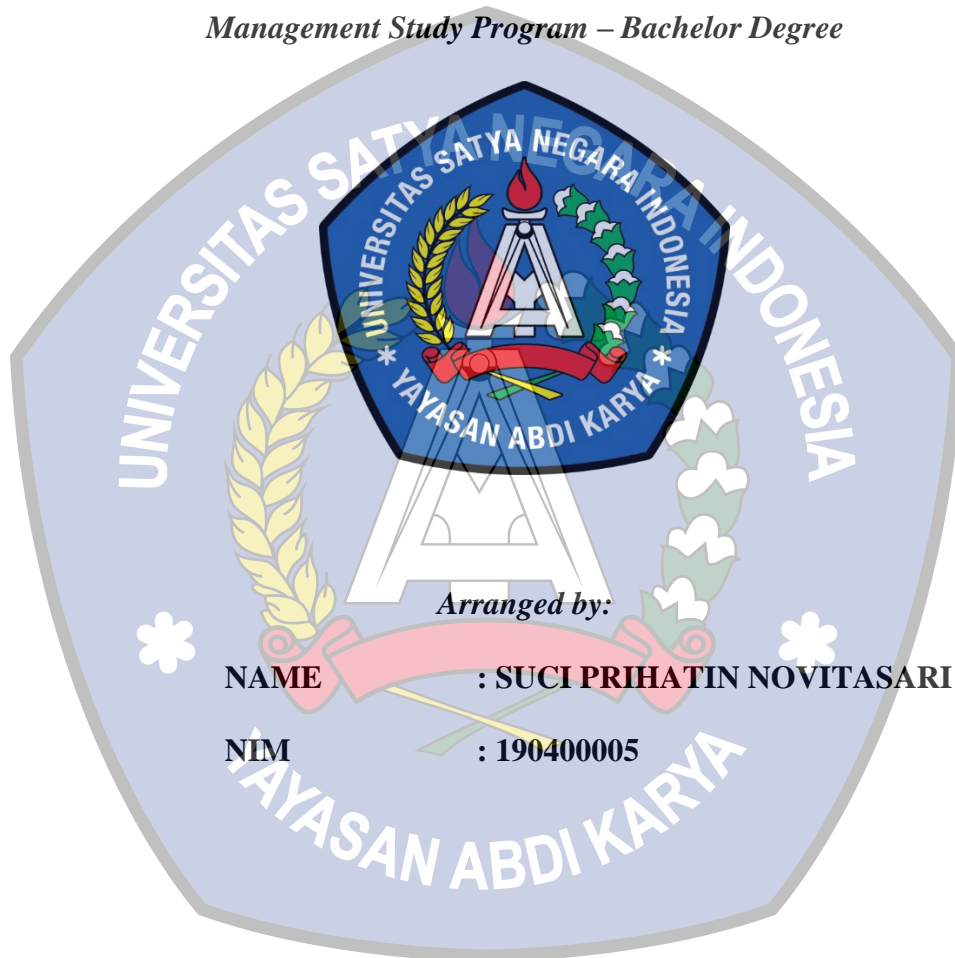 Management Study Program – Bachelor Degree
UNIVERSITAS SATYA NEGARA INDONESIA
YAYASAN ABDI KARYA
UNIVERSITAS SATYA NEGARA INDONESIA
Arranged by:
NAME : SUCI PRIHATIN NOVITASARI
NIM : 190400005
YAYASAN ABDI KARYA